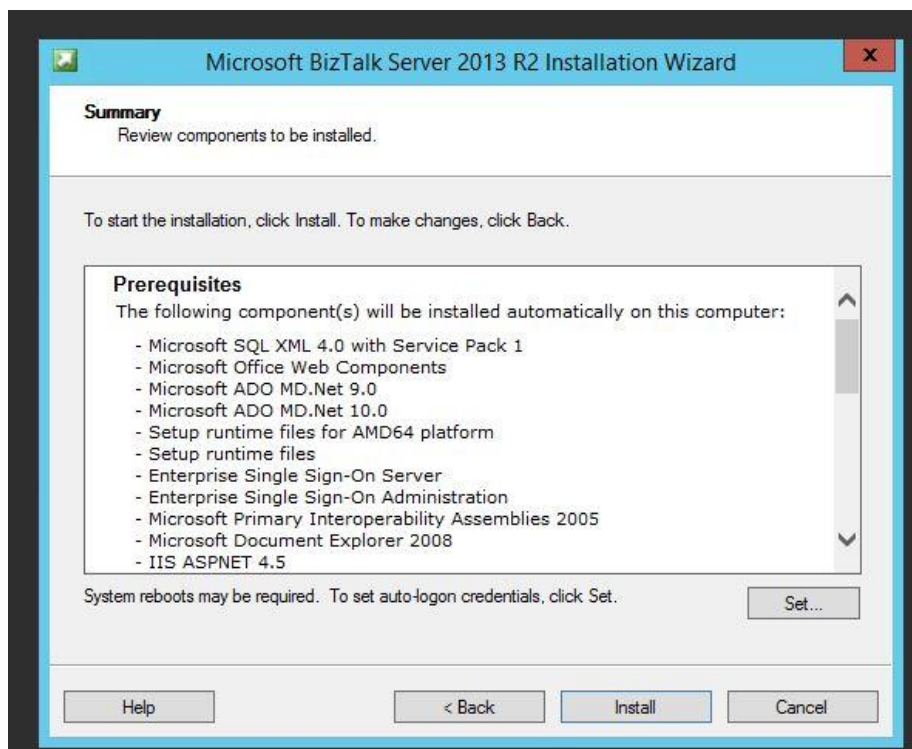 Microsoft BizTalk Server 2013 R2 Installation Wizard
x
Summary
Review components to be installed.
To start the installation, click Install. To make changes, click Back.
Prerequisites
The following component(s) will be installed automatically on this computer:
- Microsoft SQL XML 4.0 with Service Pack 1
- Microsoft Office Web Components
- Microsoft ADO MD.Net 9.0
- Microsoft ADO MD.Net 10.0
- Setup runtime files for AMD64 platform
- Setup runtime files
- Enterprise Single Sign-On Server
- Enterprise Single Sign-On Administration
- Microsoft Primary Interoperability Assemblies 2005
- Microsoft Document Explorer 2008
- IIS ASPNET 4.5
System reboots may be required. To set auto-logon credentials, click Set.
Set...
Help
< Back
Install
Cancel